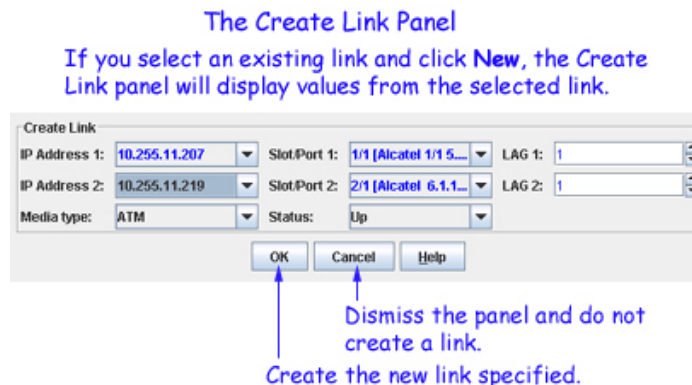 The Create Link Panel
If you select an existing link and click New, the Create
Link panel will display values from the selected link.
Create Link
IP Address 1: 10.255.11.207 Slot/Port 1: 1/1 [Alcatel 1/1 5.... LAG 1: 1
IP Address 2: 10.255.11.219 Slot/Port 2: 2/1 [Alcatel 6.1.1... LAG 2: 1
Media type: ATM Status: Up
OK Cancel Help
Dismiss the panel and do not
create a link.
Create the new link specified.